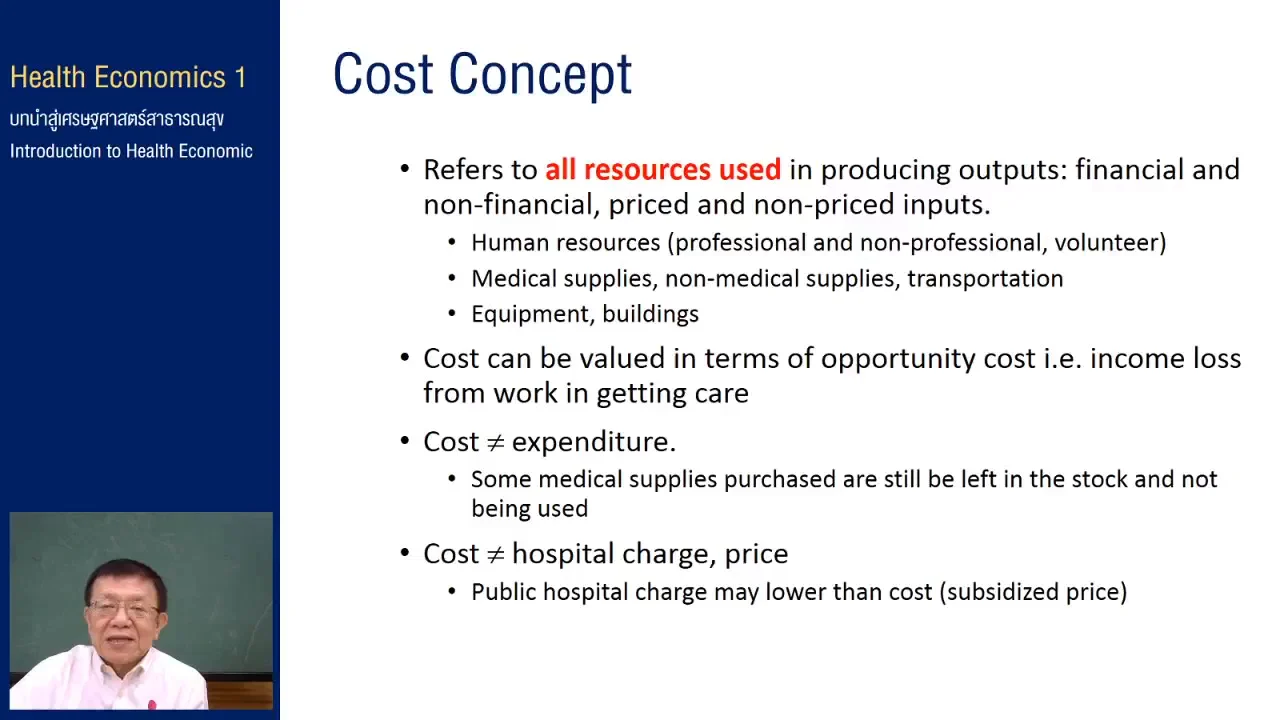 Health Economics 1
บทนำสู่เศรษฐศาสตร์สาธารณสุข
Introduction to Health Economic
Cost Concept
• Refers to all resources used in producing outputs: financial and
non-financial, priced and non-priced inputs.
• Human resources (professional and non-professional, volunteer)
• Medical supplies, non-medical supplies, transportation
• Equipment, buildings
• Cost can be valued in terms of opportunity cost i.e. income loss
from work in getting care
• Cost ≠ expenditure.
• Some medical supplies purchased are still be left in the stock and not
being used
• Cost ≠ hospital charge, price
• Public hospital charge may lower than cost (subsidized price)